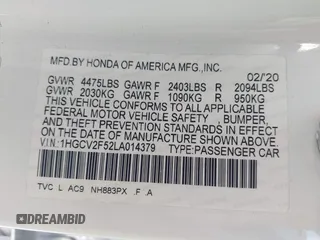 MFD.BY HONDA OF AMERICA MFG.,INC.
02/'20
GVWR 4475LBS GAWR F 2403LBS R 2094LBS
GVWR 2030KG GAWR F 1090KG R 950KG
THIS VEHICLE CONFORMS TO ALL APPLICABLE
FEDERAL MOTOR VEHICLE SAFETY , BUMPER,
AND THEFT PREVENTION STANDARDS IN EFFECT
ON THE DATE OF MANUFACTURE SHOWN ABOVE.
V.I.N:1HGCV2F52LA014379 TYPE:PASSENGER CAR
TVC L AC9 NH883PX .F .A
DREAMBID